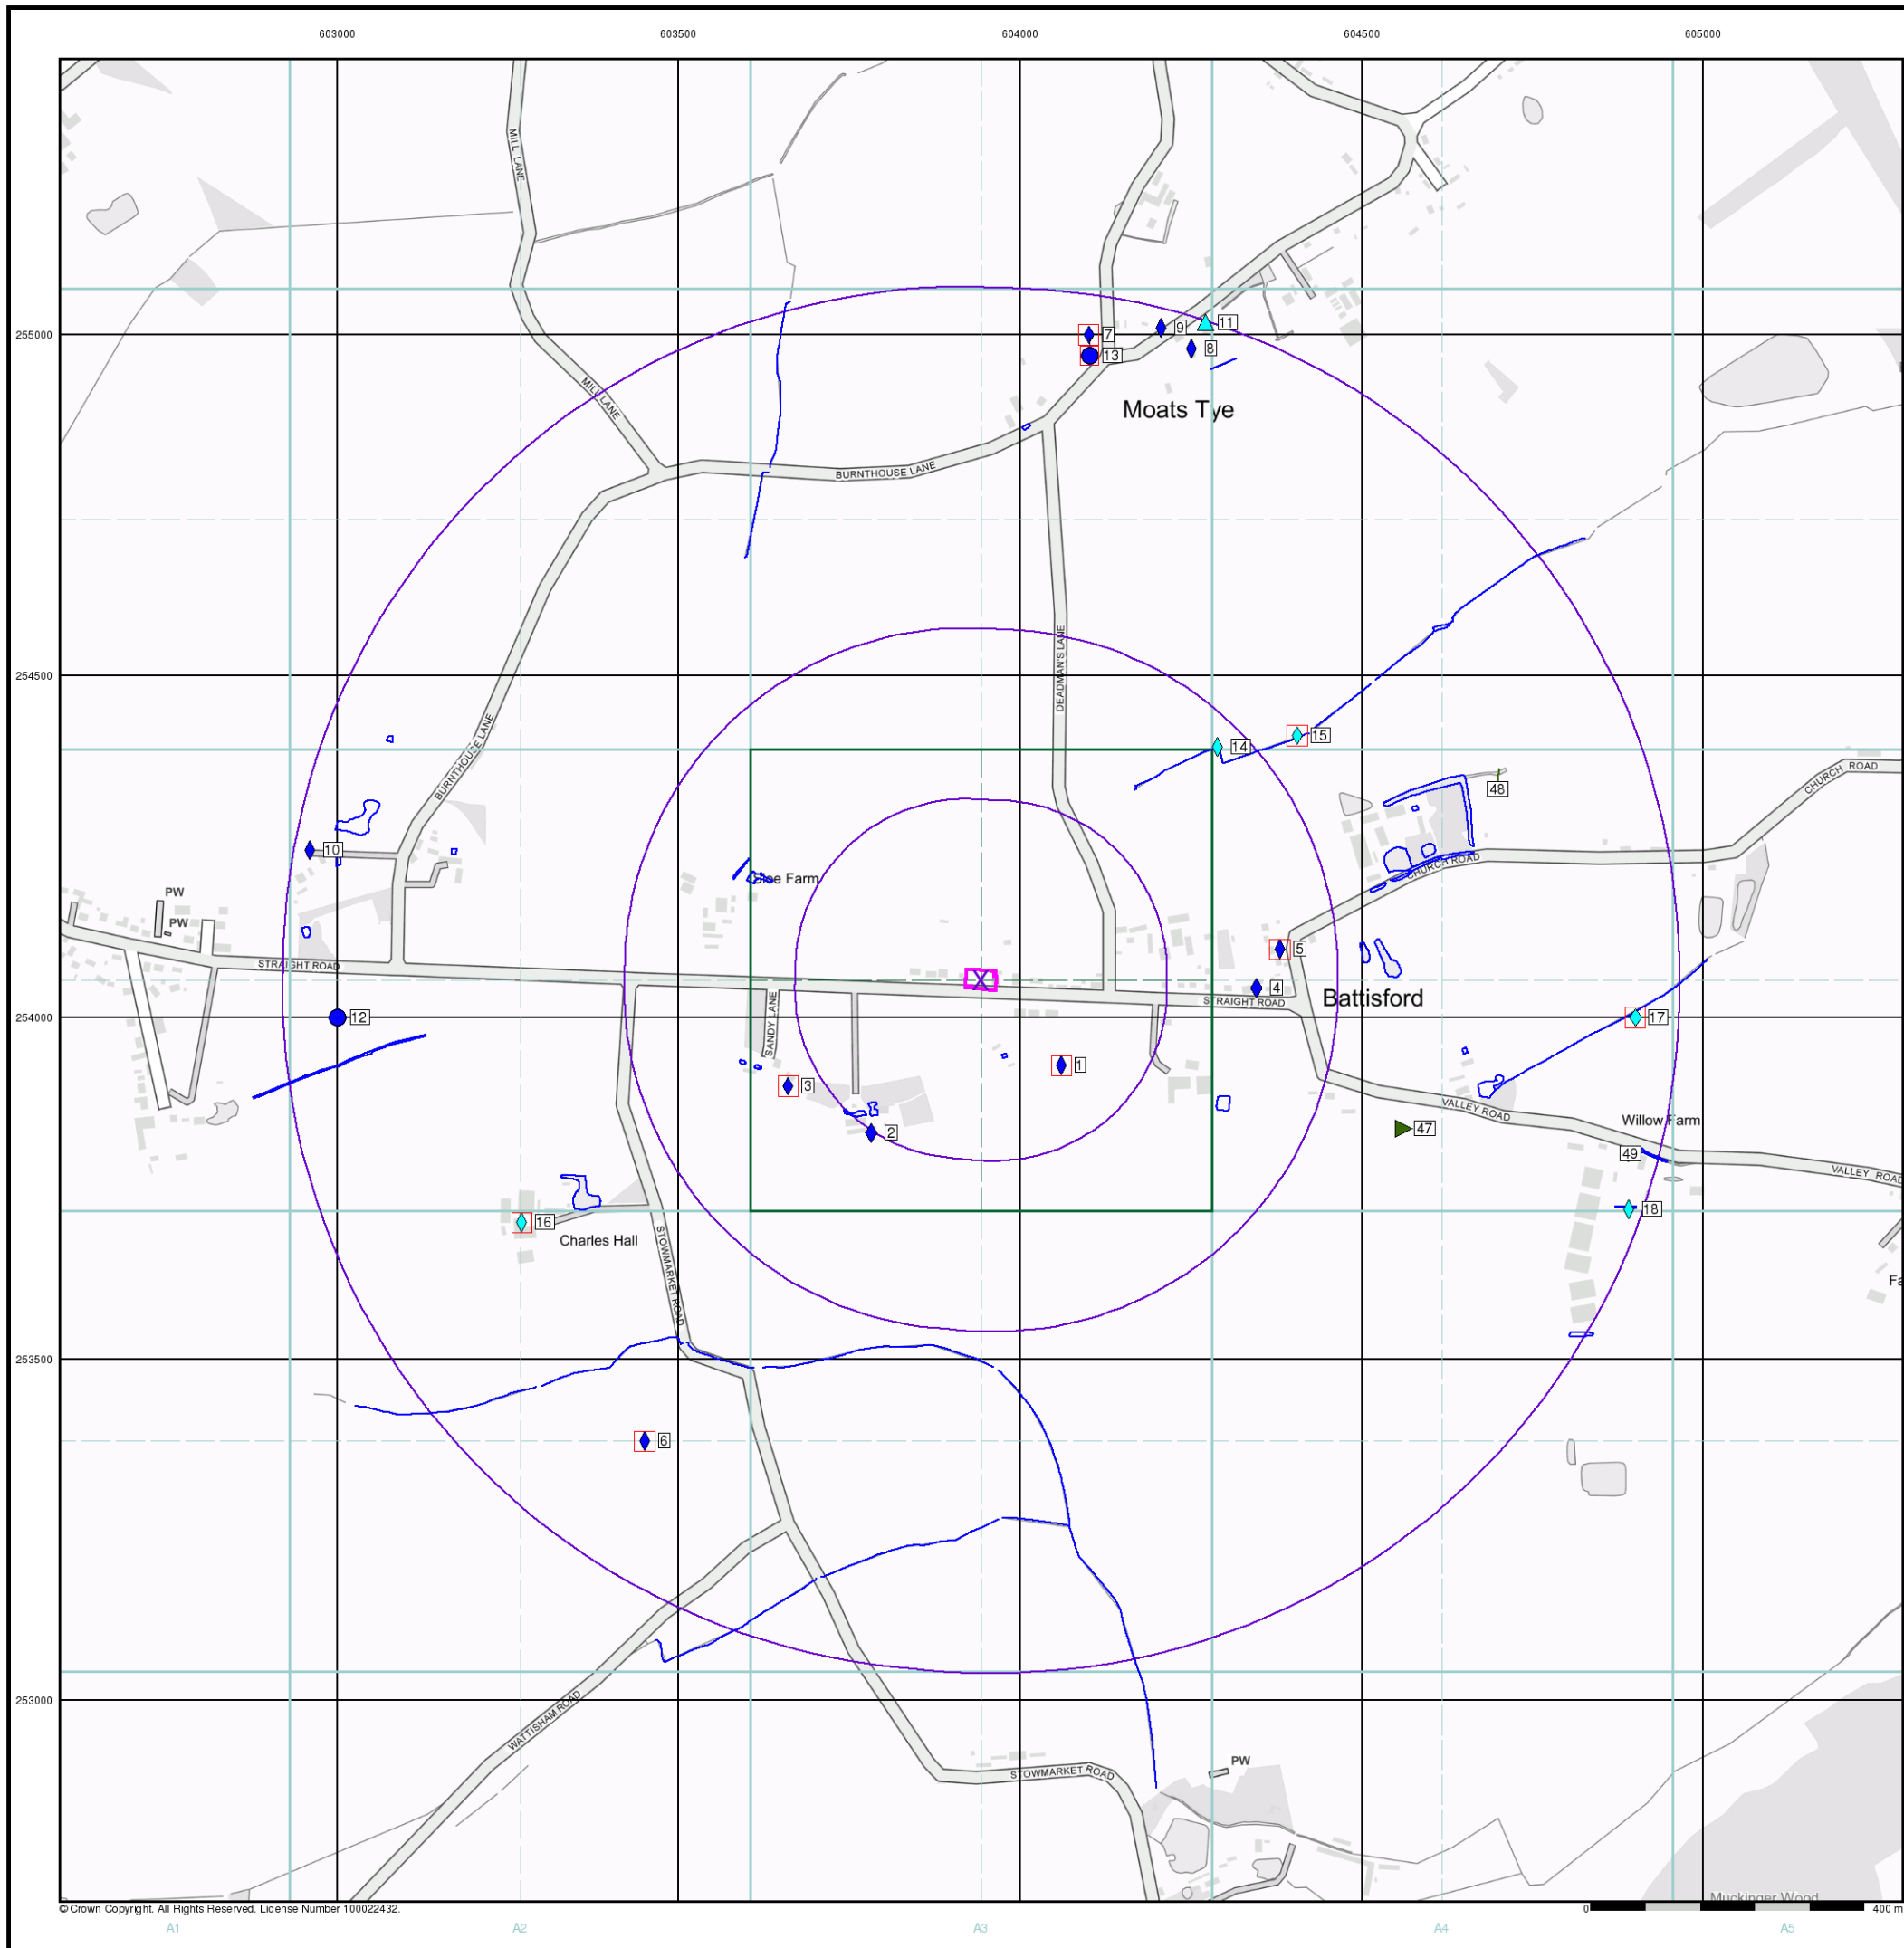 603000 603500 604000 604500 605000
MILL LANE
255000
7
9
11
13
8
MILL LANE
Moats Tye
BURNTHOUSE LANE
DEADMAN'S LANE
254500
BURNTHOUSE LANE
14
15
48
CHURCH ROAD
10
CHURCH ROAD
PW
PW
STRAIGHT ROAD
5
4
STRAIGHT ROAD
Battisford
254000
12
17
SANDY LANE
1
3
2
VALLEY ROAD
47
Willow Farm
49
VALLEY ROAD
16
18
Charles Hall
STOWMARKET ROAD
253500
6
253000
WATTISHAM ROAD
STOWMARKET ROAD
PW
Muckinger Wood
© Crown Copyright. All Rights Reserved. License Number 100022432.
0 400 m
A1 A2 A3 A4 A5